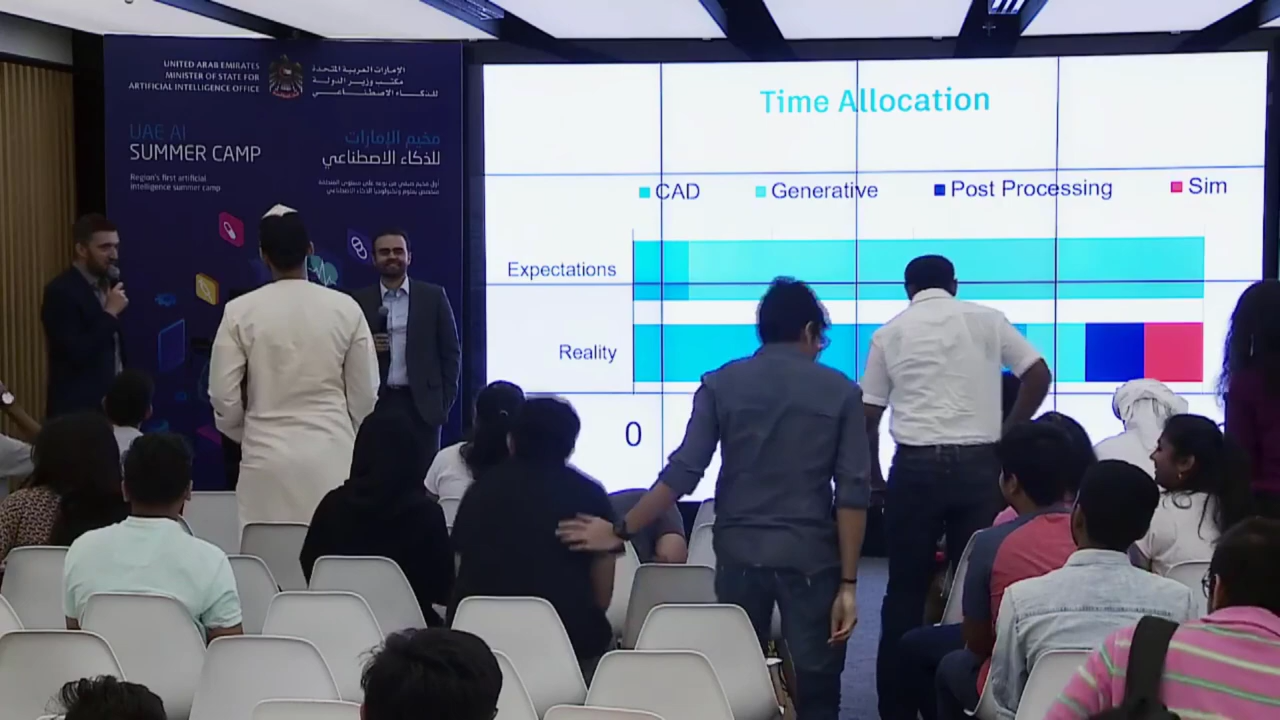 UNITED ARAB EMIRATES
MINISTER OF STATE FOR
ARTIFICIAL INTELLIGENCE OFFICE
الإمارات العربية المتحدة
مكتب وزير الدولة
للذكاء الاصطناعي
UAE AI
SUMMER CAMP
Region's first artificial
intelligence summer camp
مخيم الإمارات
للذكاء الاصطناعي
Time Allocation
CAD
Generative
Post Processing
Sim
Expectations
Reality
0